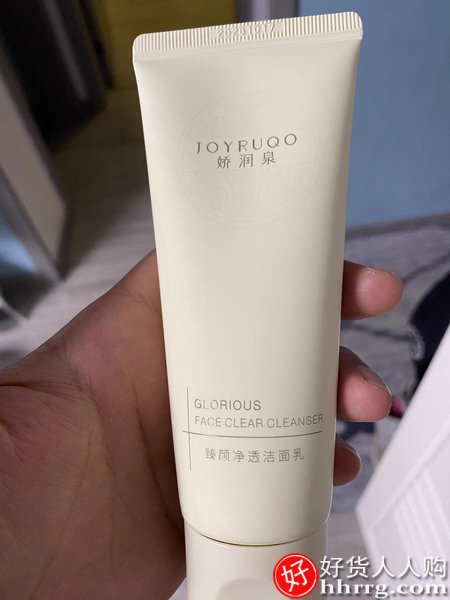 JOYRUQO
娇润泉
GLORIOUS
FACE CLEAR CLEANSER
臻颜净透洁面乳
好 好货人人购
hhrrg.com